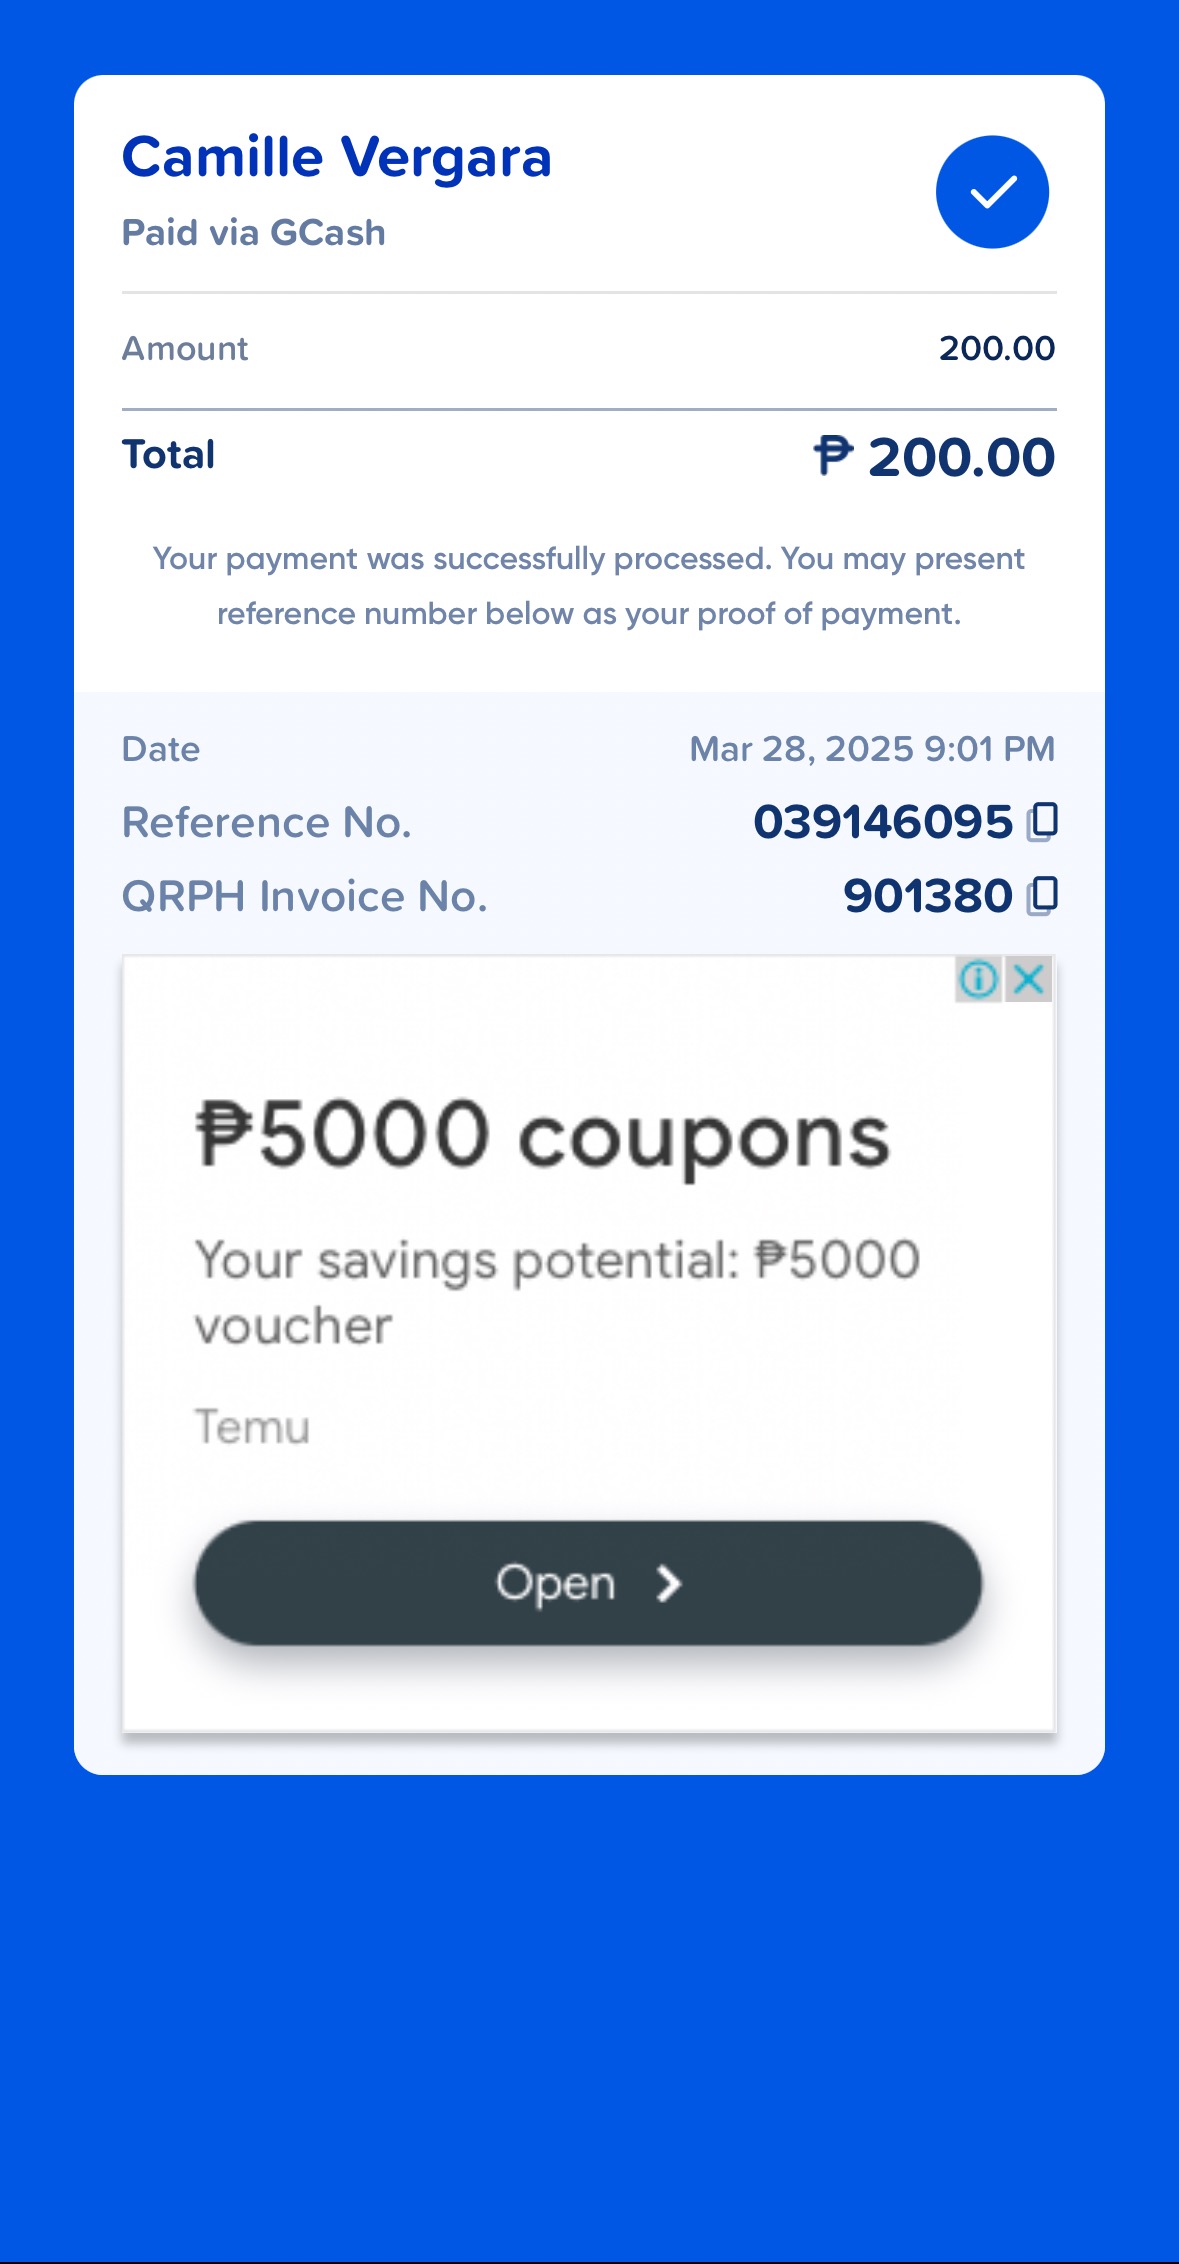 Camille Vergara
Paid via GCash
Amount 200.00
Total ₱ 200.00
Your payment was successfully processed. You may present
reference number below as your proof of payment.
Date Mar 28, 2025 9:01 PM
Reference No. 039146095
QRPH Invoice No. 901380
₱5000 coupons
Your savings potential: ₱5000
voucher
Temu
Open